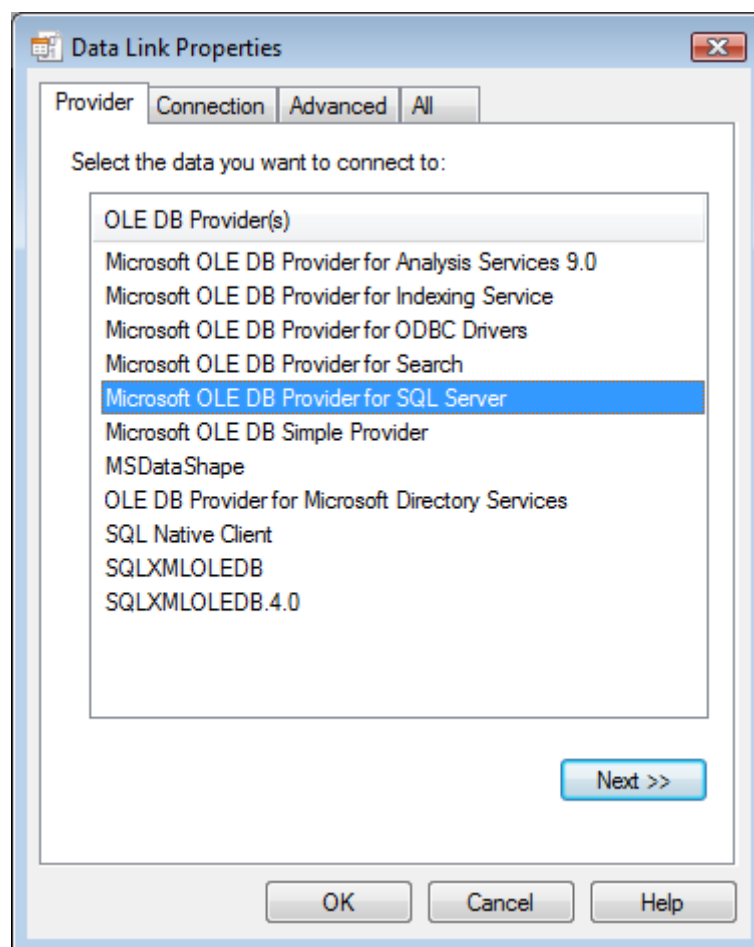 Data Link Properties
Provider Connection Advanced All
Select the data you want to connect to:
OLE DB Provider(s)
Microsoft OLE DB Provider for Analysis Services 9.0
Microsoft OLE DB Provider for Indexing Service
Microsoft OLE DB Provider for ODBC Drivers
Microsoft OLE DB Provider for Search
Microsoft OLE DB Provider for SQL Server
Microsoft OLE DB Simple Provider
MSDataShape
OLE DB Provider for Microsoft Directory Services
SQL Native Client
SQLXMLOLEDB
SQLXMLOLEDB.4.0
Next >>
OK Cancel Help